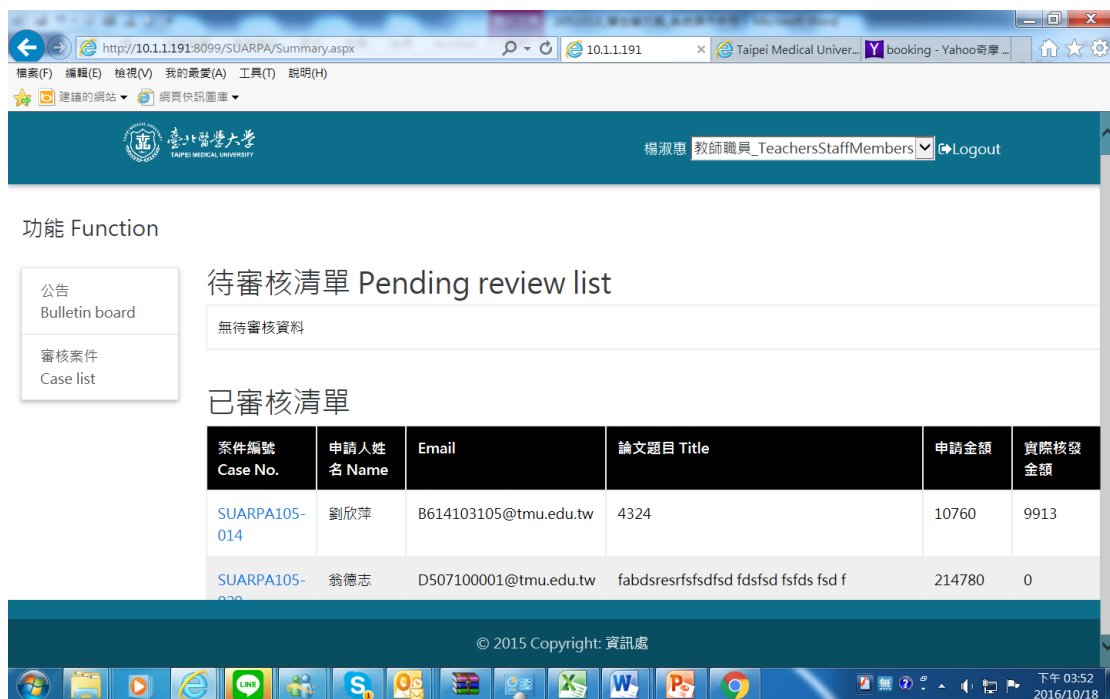 http://10.1.1.191:8099/SUARPA/Summary.aspx
10.1.1.191
Taipei Medical Univer...
booking - Yahoo奇摩 ...
檔案(F) 編輯(E) 檢視(V) 我的最愛(A) 工具(T) 說明(H)
建議的網站 網頁快訊圖庫
臺北醫學大學
TAIPEI MEDICAL UNIVERSITY
楊淑惠 教師職員_TeachersStaffMembers Logout
功能 Function
公告
Bulletin board
審核案件
Case list
待審核清單 Pending review list
無待審核資料
已審核清單
案件編號 Case No. 申請人姓名 Name Email 論文題目 Title 申請金額 實際核發金額
SUARPA105-014 劉欣萍 B614103105@tmu.edu.tw 4324 10760 9913
SUARPA105- 翁德志 D507100001@tmu.edu.tw fabdsresrfsfsdfsd fdsfsd fsfds fsd f 214780 0
© 2015 Copyright: 資訊處
LINE
無
下午 03:52
2016/10/18